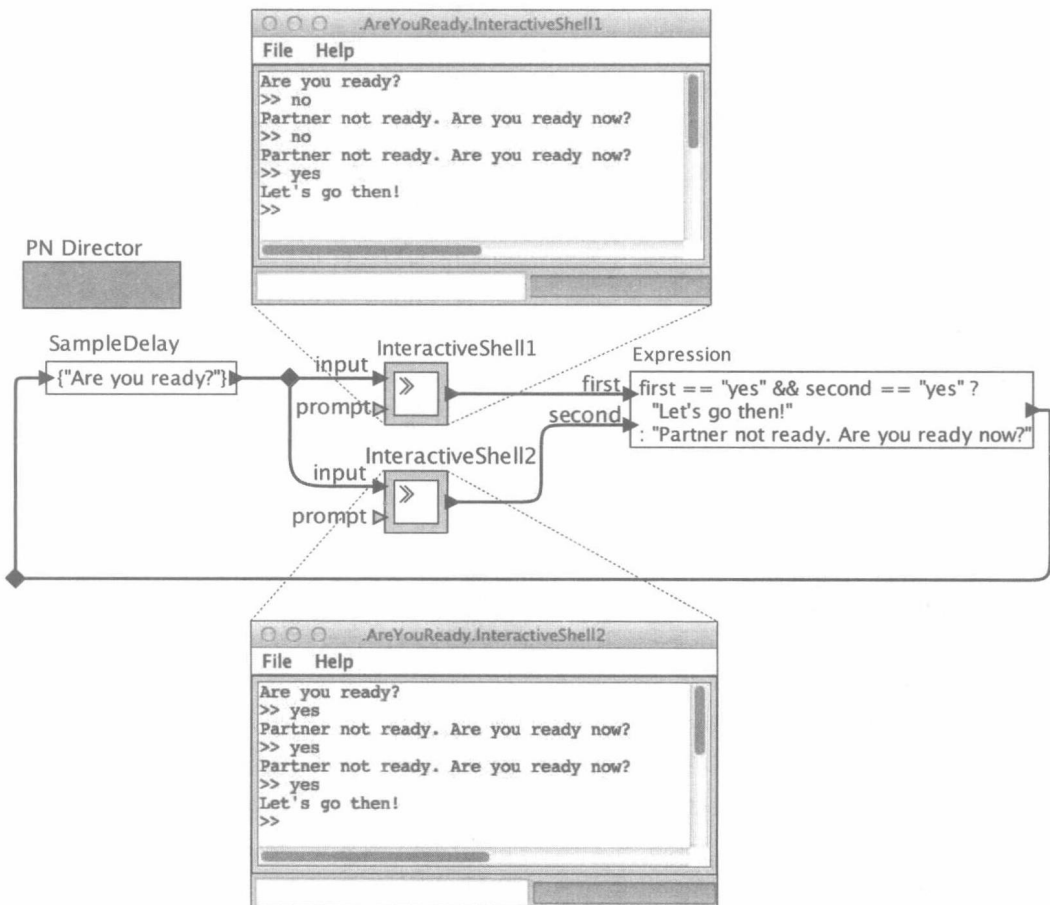 .AreYouReady.InteractiveShell1
File Help
Are you ready?
>> no
Partner not ready. Are you ready now?
>> no
Partner not ready. Are you ready now?
>> yes
Let's go then!
>>
PN Director
SampleDelay
{"Are you ready?"}
input
prompt
InteractiveShell1
»
InteractiveShell2
input
prompt
»
first
second
Expression
first == "yes" && second == "yes" ?
"Let's go then!"
: "Partner not ready. Are you ready now?"
.AreYouReady.InteractiveShell2
File Help
Are you ready?
>> yes
Partner not ready. Are you ready now?
>> yes
Partner not ready. Are you ready now?
>> yes
Let's go then!
>>